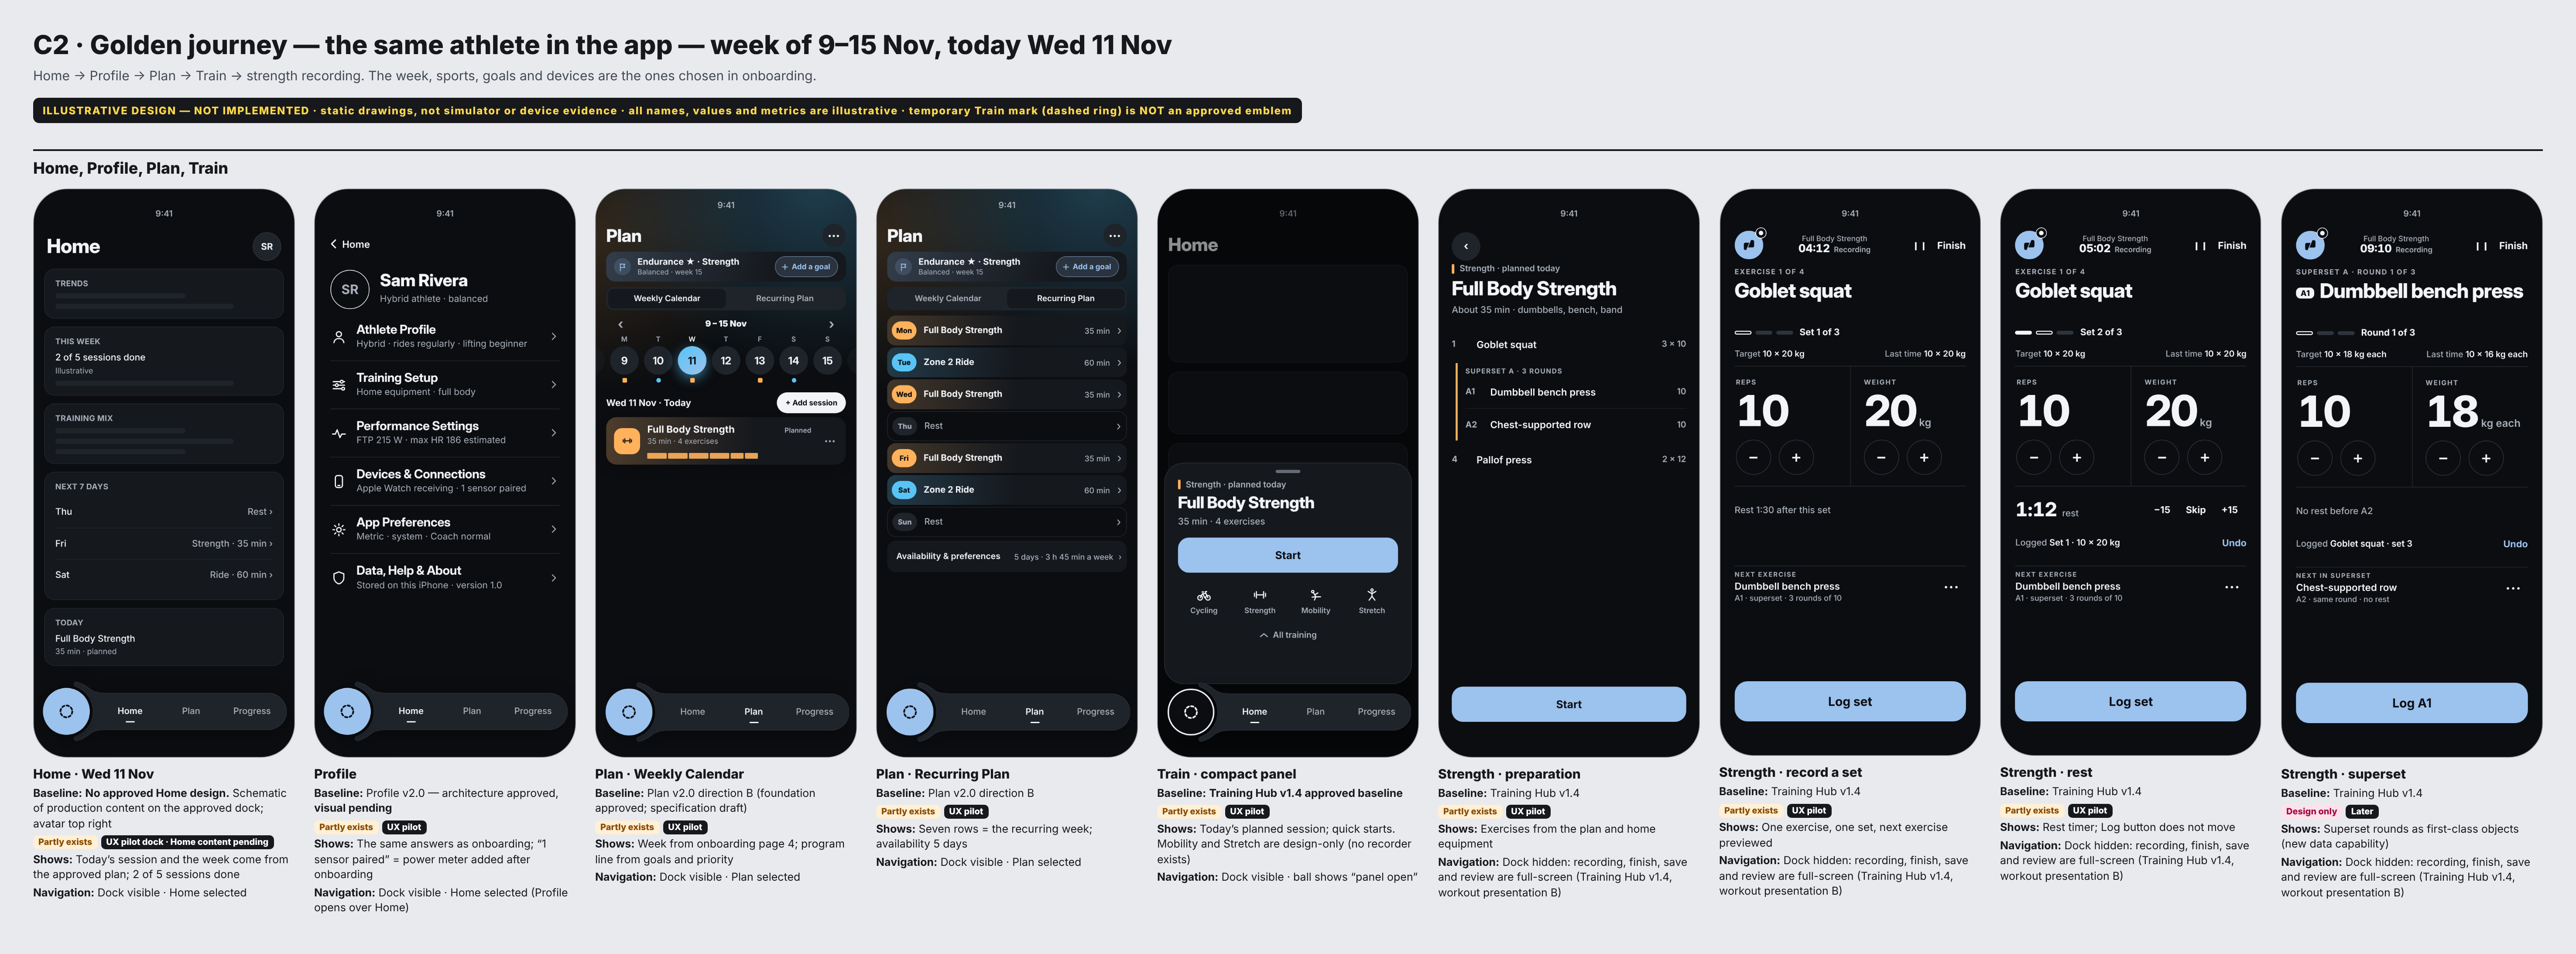 C2 · Golden journey — the same athlete in the app — week of 9–15 Nov, today Wed 11 Nov
Home → Profile → Plan → Train → strength recording. The week, sports, goals and devices are the ones chosen in onboarding.
ILLUSTRATIVE DESIGN — NOT IMPLEMENTED · static drawings, not simulator or device evidence · all names, values and metrics are illustrative · temporary Train mark (dashed ring) is NOT an approved emblem
Home, Profile, Plan, Train
9:41
Home
SR
TRENDS
THIS WEEK
2 of 5 sessions done
Illustrative
TRAINING MIX
NEXT 7 DAYS
Thu Rest ›
Fri Strength · 35 min ›
Sat Ride · 60 min ›
TODAY
Full Body Strength
35 min · planned
Home Plan Progress
Home · Wed 11 Nov
Baseline: No approved Home design. Schematic
of production content on the approved dock;
avatar top right
Partly exists UX pilot dock · Home content pending
Shows: Today's session and the week come from
the approved plan; 2 of 5 sessions done
Navigation: Dock visible · Home selected
9:41
Home
SR
Sam Rivera
Hybrid athlete · balanced
Athlete Profile
Hybrid · rides regularly · lifting beginner
Training Setup
Home equipment · full body
Performance Settings
FTP 215 W · max HR 186 estimated
Devices & Connections
Apple Watch receiving · 1 sensor paired
App Preferences
Metric · system · Coach normal
Data, Help & About
Stored on this iPhone · version 1.0
Home Plan Progress
Profile
Baseline: Profile v2.0 — architecture approved,
visual pending
Partly exists UX pilot
Shows: The same answers as onboarding; "1
sensor paired" = power meter added after
onboarding
Navigation: Dock visible · Home selected (Profile
opens over Home)
9:41
Plan
Endurance ★ · Strength
Balanced · week 15
+ Add a goal
Weekly Calendar Recurring Plan
‹ 9 – 15 Nov ›
M T W T F S S
9 10 11 12 13 14 15
Wed 11 Nov · Today
+ Add session
Full Body Strength
Planned
35 min · 4 exercises
Home Plan Progress
Plan · Weekly Calendar
Baseline: Plan v2.0 direction B (foundation
approved; specification draft)
Partly exists UX pilot
Shows: Week from onboarding page 4; program
line from goals and priority
Navigation: Dock visible · Plan selected
9:41
Plan
Endurance ★ · Strength
Balanced · week 15
+ Add a goal
Weekly Calendar Recurring Plan
Mon Full Body Strength 35 min ›
Tue Zone 2 Ride 60 min ›
Wed Full Body Strength 35 min ›
Thu Rest ›
Fri Full Body Strength 35 min ›
Sat Zone 2 Ride 60 min ›
Sun Rest ›
Availability & preferences 5 days · 3 h 45 min a week ›
Home Plan Progress
Plan · Recurring Plan
Baseline: Plan v2.0 direction B
Partly exists UX pilot
Shows: Seven rows = the recurring week;
availability 5 days
Navigation: Dock visible · Plan selected
9:41
Home
Strength · planned today
Full Body Strength
35 min · 4 exercises
Start
Cycling Strength Mobility Stretch
All training
Home Plan Progress
Train · compact panel
Baseline: Training Hub v1.4 approved baseline
Partly exists UX pilot
Shows: Today's planned session; quick starts.
Mobility and Stretch are design-only (no recorder
exists)
Navigation: Dock visible · ball shows "panel open"
9:41
Strength · planned today
Full Body Strength
About 35 min · dumbbells, bench, band
1 Goblet squat 3 × 10
SUPERSET A · 3 ROUNDS
A1 Dumbbell bench press 10
A2 Chest-supported row 10
4 Pallof press 2 × 12
Start
Strength · preparation
Baseline: Training Hub v1.4
Partly exists UX pilot
Shows: Exercises from the plan and home
equipment
Navigation: Dock hidden: recording, finish, save
and review are full-screen (Training Hub v1.4,
workout presentation B)
9:41
Full Body Strength
04:12 Recording
Finish
EXERCISE 1 OF 4
Goblet squat
Set 1 of 3
Target 10 × 20 kg Last time 10 × 20 kg
REPS WEIGHT
10 20 kg
− + − +
Rest 1:30 after this set
NEXT EXERCISE
Dumbbell bench press
A1 · superset · 3 rounds of 10
Log set
Strength · record a set
Baseline: Training Hub v1.4
Partly exists UX pilot
Shows: One exercise, one set, next exercise
previewed
Navigation: Dock hidden: recording, finish, save
and review are full-screen (Training Hub v1.4,
workout presentation B)
9:41
Full Body Strength
05:02 Recording
Finish
EXERCISE 1 OF 4
Goblet squat
Set 2 of 3
Target 10 × 20 kg Last time 10 × 20 kg
REPS WEIGHT
10 20 kg
− + − +
1:12 rest −15 Skip +15
Logged Set 1 · 10 × 20 kg Undo
NEXT EXERCISE
Dumbbell bench press
A1 · superset · 3 rounds of 10
Log set
Strength · rest
Baseline: Training Hub v1.4
Partly exists UX pilot
Shows: Rest timer; Log button does not move
Navigation: Dock hidden: recording, finish, save
and review are full-screen (Training Hub v1.4,
workout presentation B)
9:41
Full Body Strength
09:10 Recording
Finish
SUPERSET A · ROUND 1 OF 3
A1 Dumbbell bench press
Round 1 of 3
Target 10 × 18 kg each Last time 10 × 16 kg each
REPS WEIGHT
10 18 kg each
− + − +
No rest before A2
Logged Goblet squat · set 3 Undo
NEXT IN SUPERSET
Chest-supported row
A2 · same round · no rest
Log A1
Strength · superset
Baseline: Training Hub v1.4
Design only Later
Shows: Superset rounds as first-class objects
(new data capability)
Navigation: Dock hidden: recording, finish, save
and review are full-screen (Training Hub v1.4,
workout presentation B)